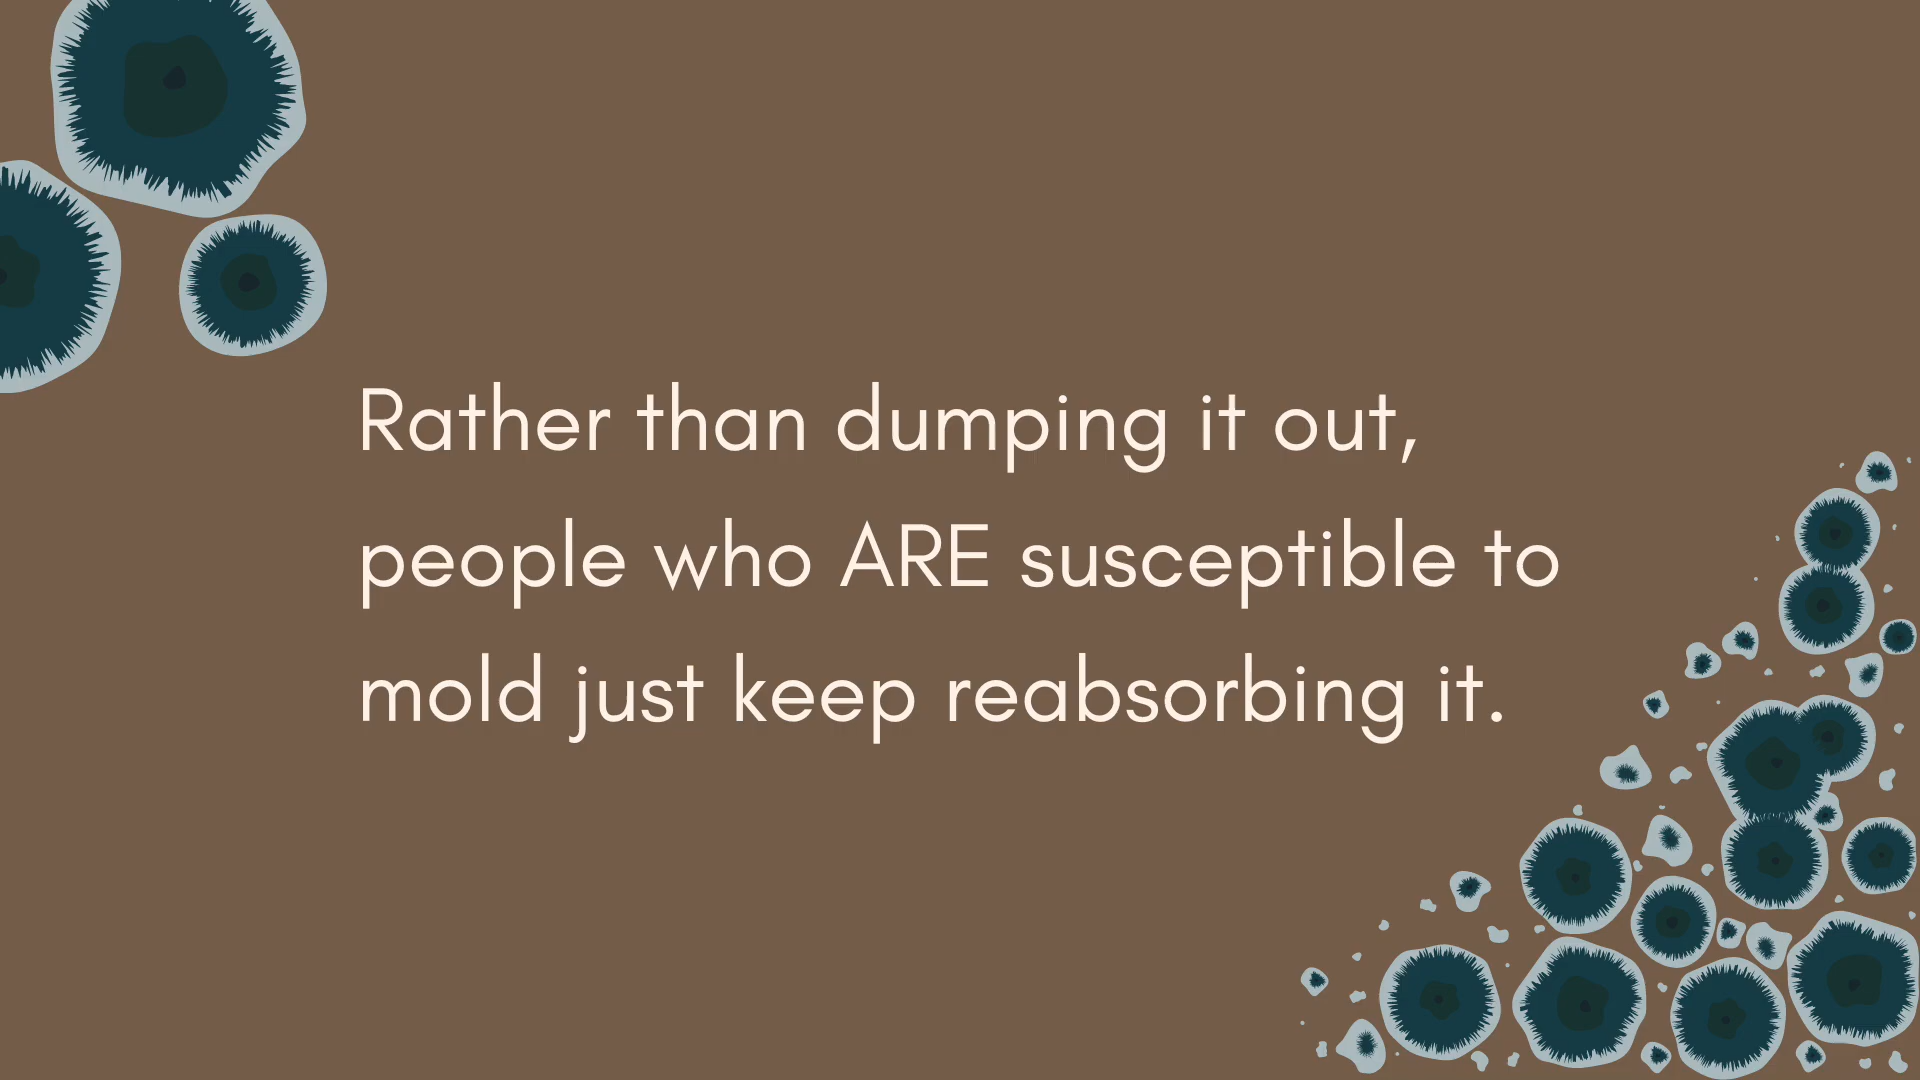 Rather than dumping it out,
people who ARE susceptible to
mold just keep reabsorbing it.